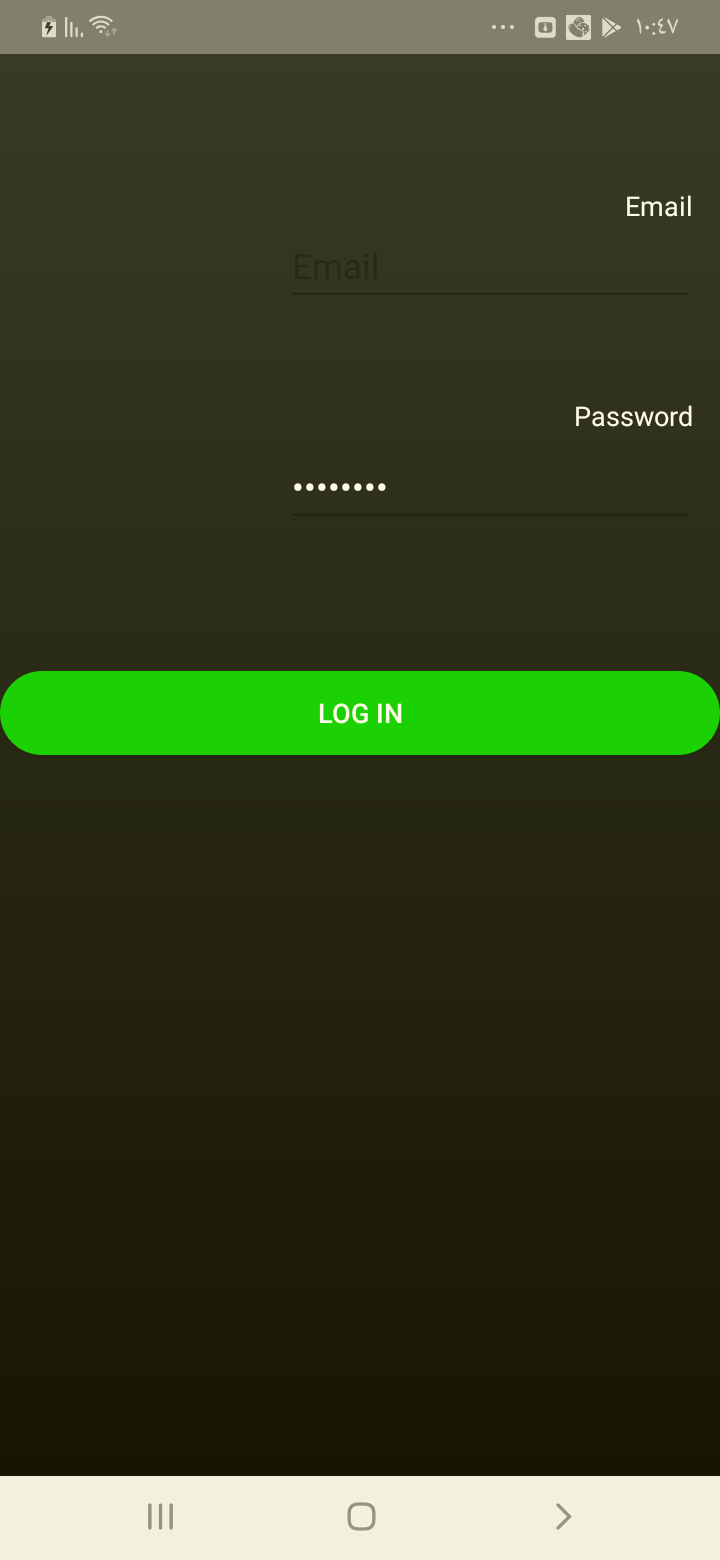 ١٠:٤٧
Email
Email
Password
••••••••
LOG IN